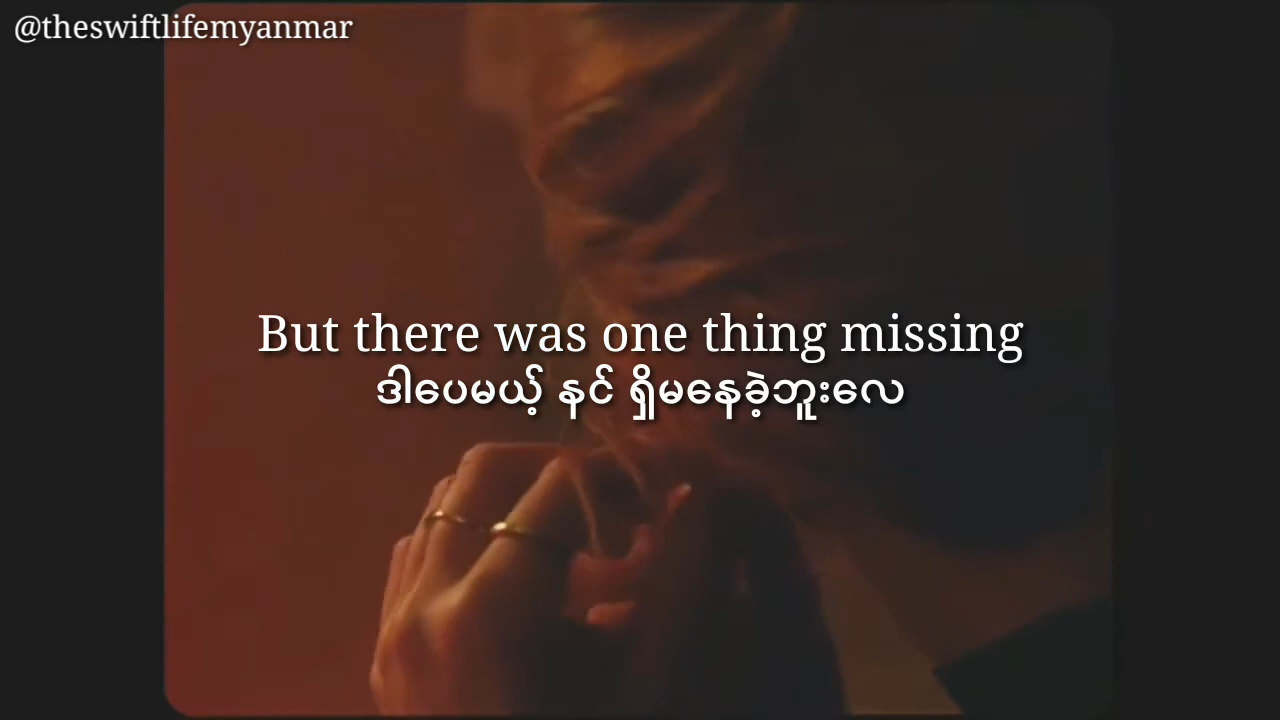 @theswiftlifemyanmar
But there was one thing missing
ဒါပေမယ့် နင် ရှိမနေခဲ့ဘူးလေ